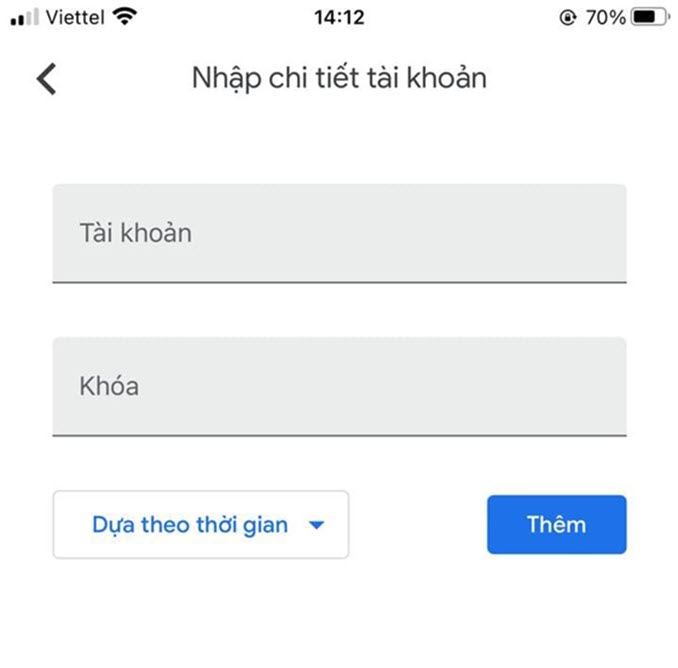 Viettel 14:12 70%
Nhập chi tiết tài khoản
Tài khoản
Khóa
Dựa theo thời gian Thêm